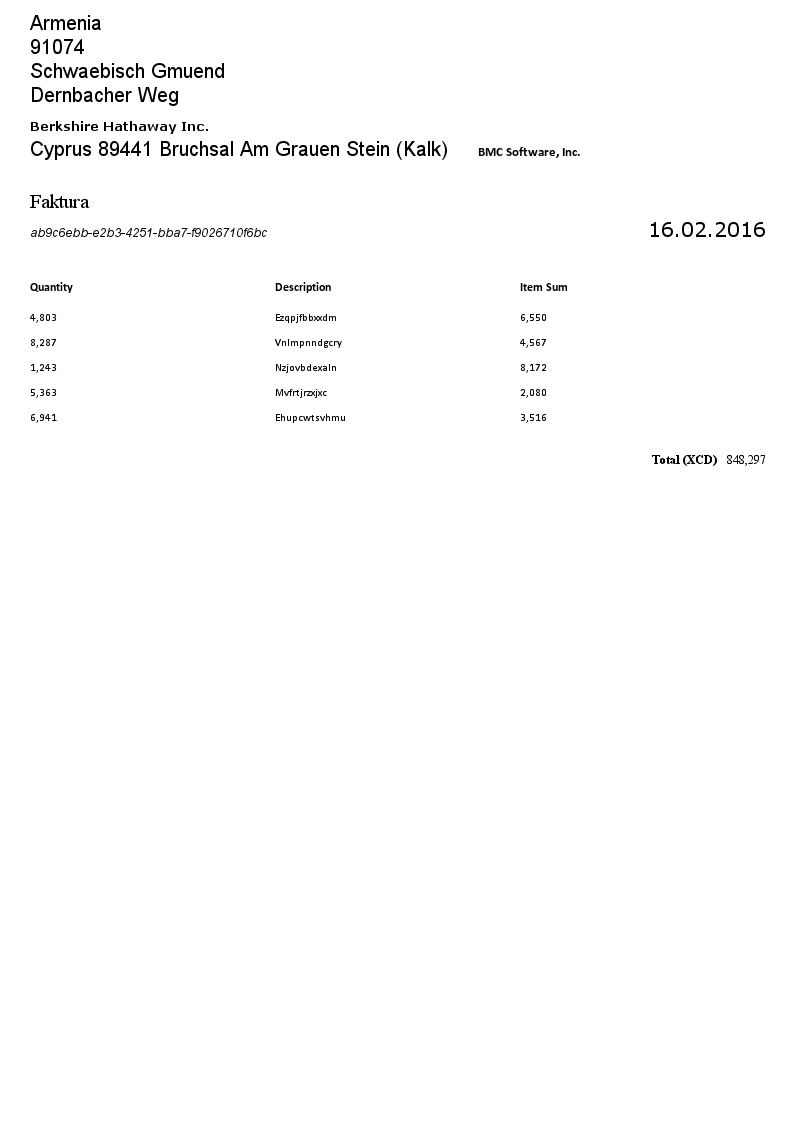 Armenia
91074
Schwaebisch Gmuend
Dernbacher Weg
Berkshire Hathaway Inc.
Cyprus 89441 Bruchsal Am Grauen Stein (Kalk) BMC Software, Inc.
Faktura
ab9c6ebb-e2b3-4251-bba7-f9026710f6bc 16.02.2016
Quantity Description Item Sum
4,803 Ezqpjfbbxxdm 6,550
8,287 Vnlmpnndgcry 4,567
1,243 Nzjovbdexaln 8,172
5,363 Mvfrtjrzxjxc 2,080
6,941 Ehupcwtsvhmu 3,516
Total (XCD) 848,297